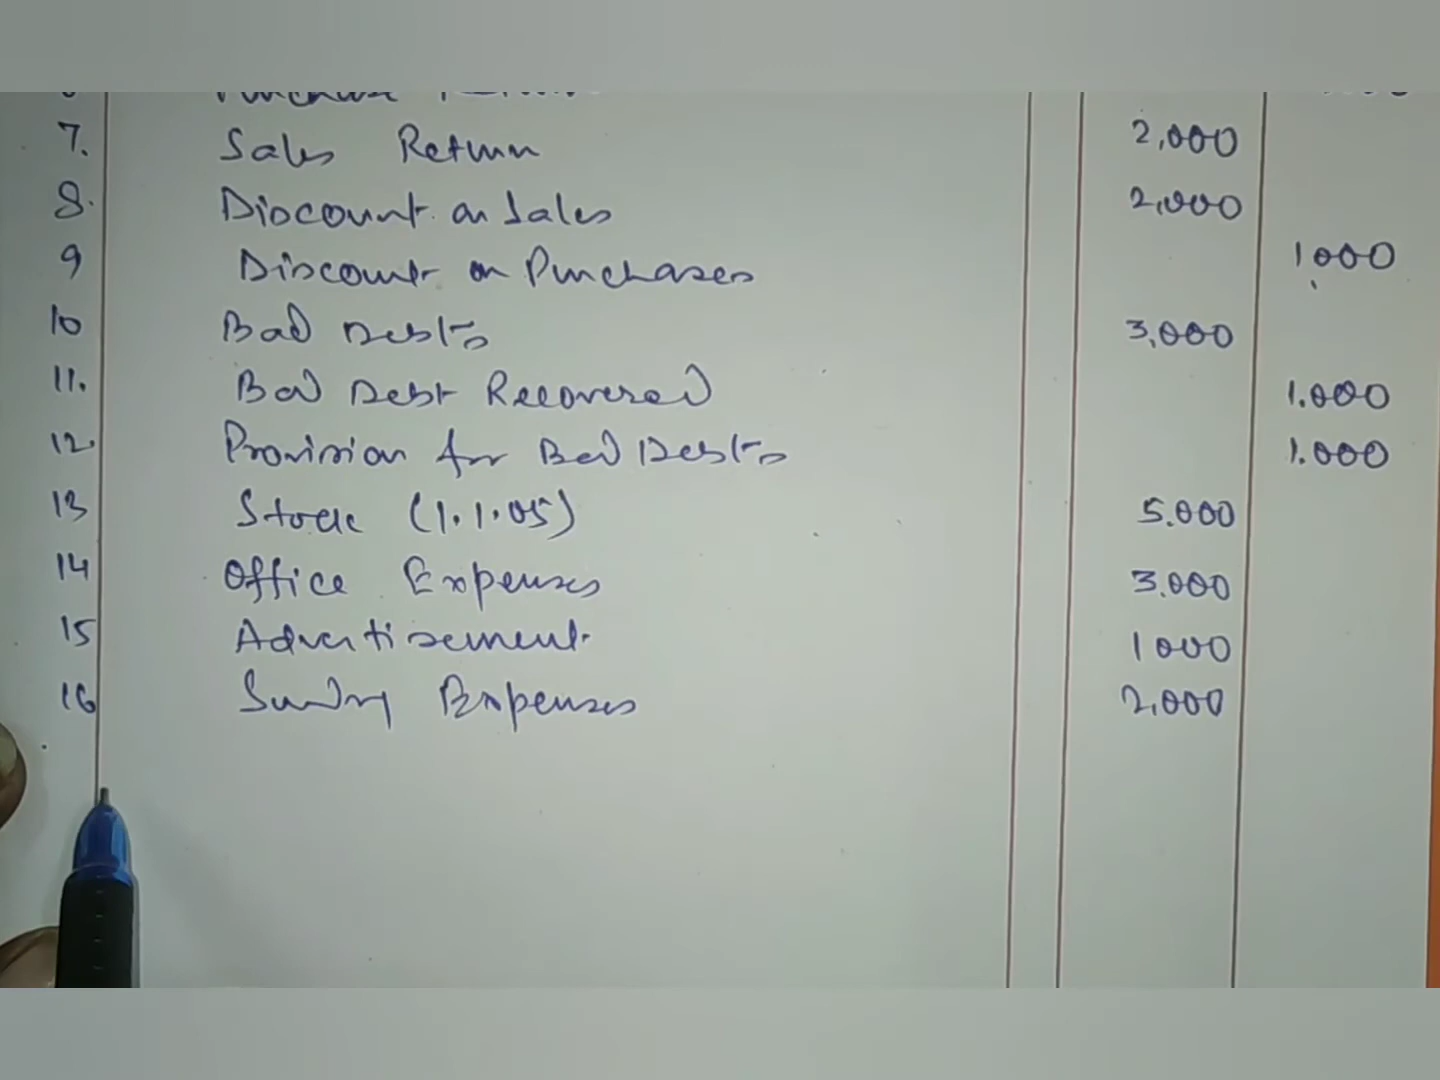 7. Sales Return 2,000
8. Discount on Sales 2,000
9 Discount on Purchases 1000
10 Bad Debts 3,000
11. Bad Debt Recovered 1.000
12. Provision for Bad Debts 1.000
13 Stock (1.1.05) 5.000
14 Office Expenses 3.000
15 Advertisement 1000
16 Sundry Expenses 2,000